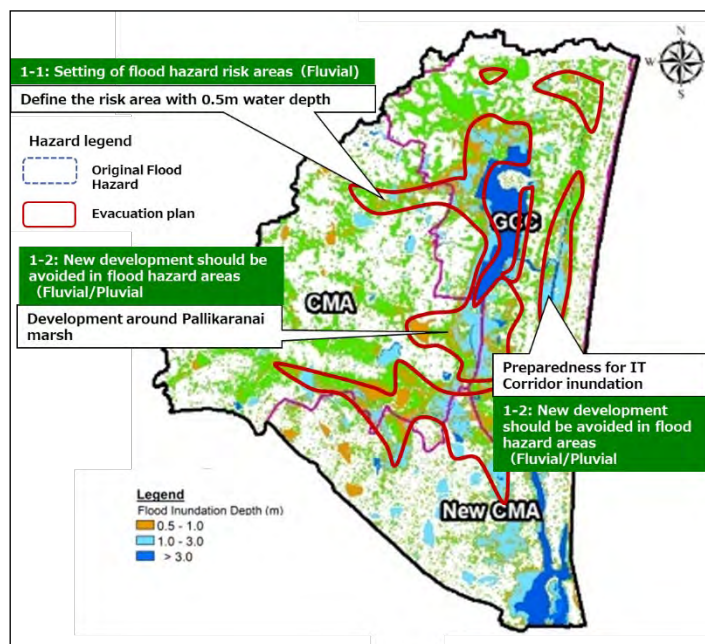 1-1: Setting of flood hazard risk areas (Fluvial)
Define the risk area with 0.5m water depth
Hazard legend
Original Flood
Hazard
Evacuation plan
N
W
E
S
GCC
1-2: New development should be
avoided in flood hazard areas
(Fluvial/Pluvial
Development around Pallikaranai
marsh
CMA
Preparedness for IT
Corridor inundation
1-2: New development
should be avoided in flood
hazard areas
(Fluvial/Pluvial
Legend
Flood Inundation Depth (m)
0.5 - 1.0
1.0 - 3.0
> 3.0
New CMA